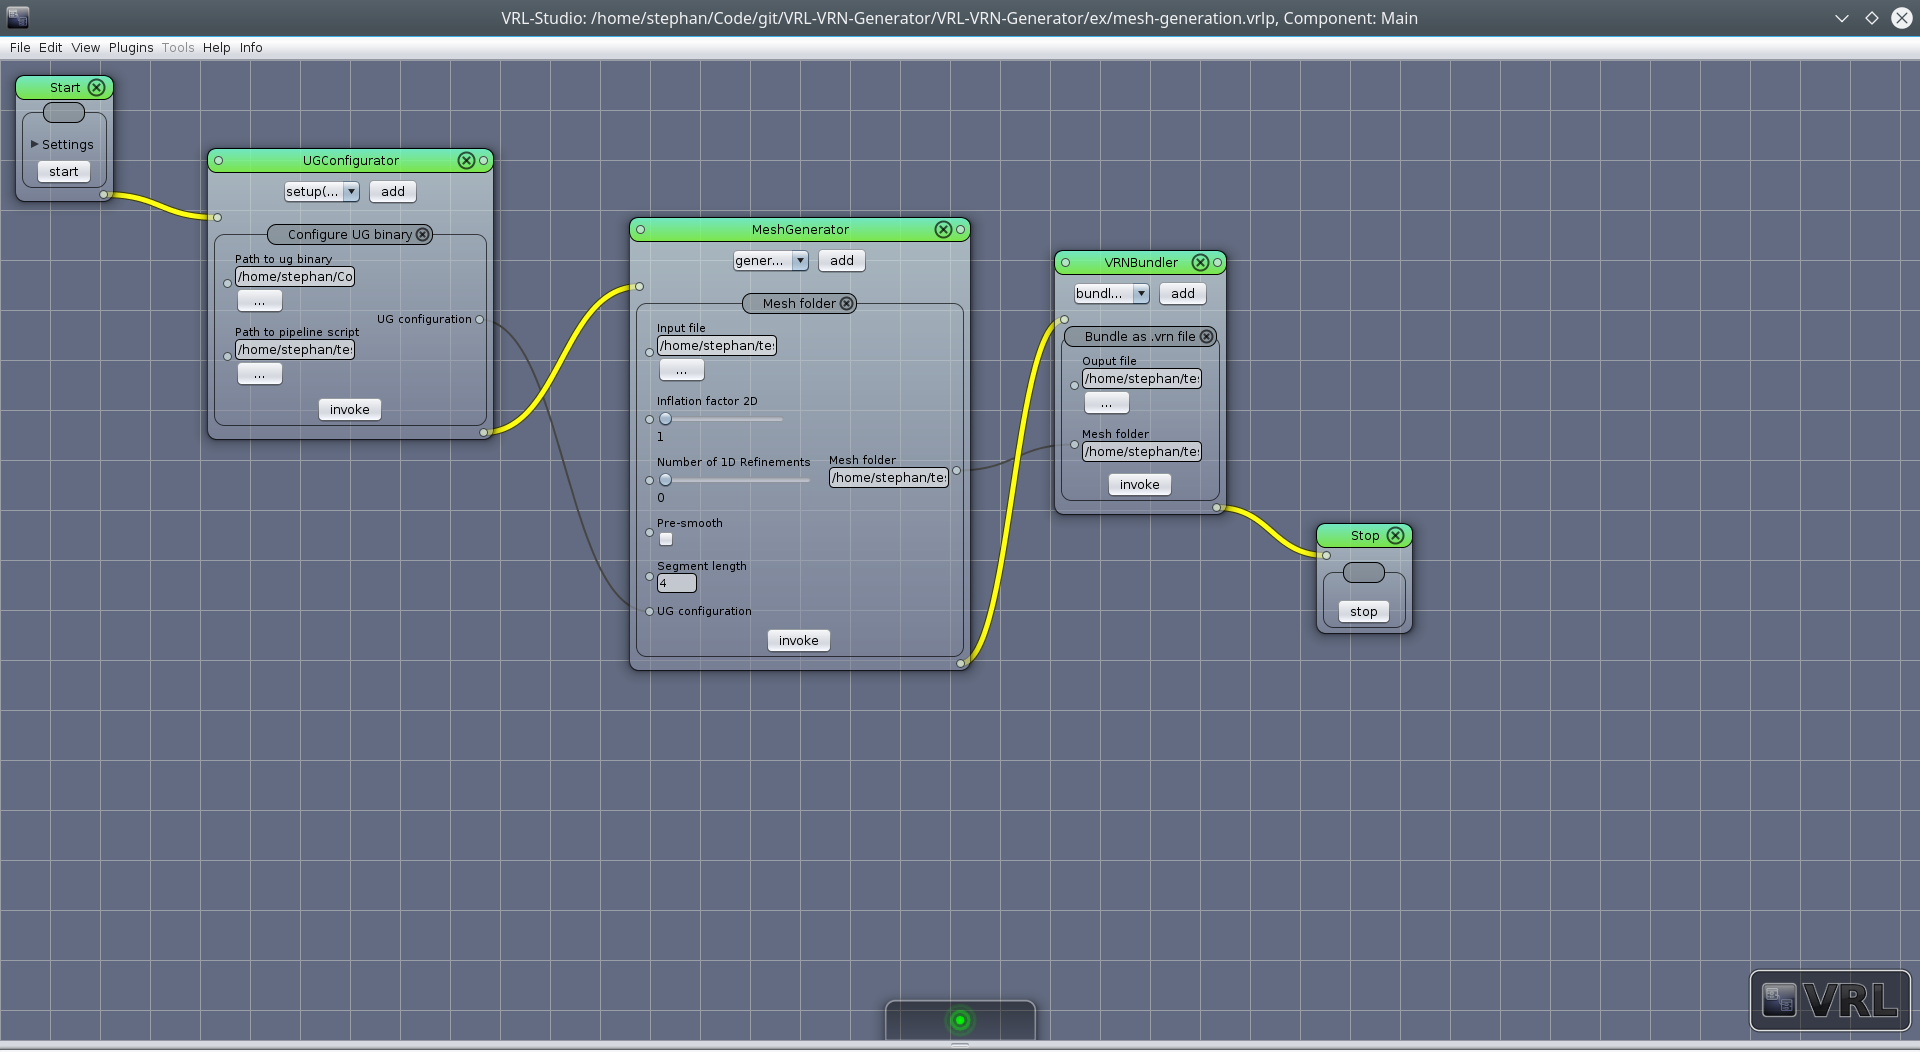 VRL-Studio: /home/stephan/Code/git/VRL-VRN-Generator/VRL-VRN-Generator/ex/mesh-generation.vrlp, Component: Main
File Edit View Plugins Tools Help Info
Start
Settings
start
UGConfigurator
setup(... add
Configure UG binary
Path to ug binary
/home/stephan/Co
...
UG configuration
Path to pipeline script
/home/stephan/te
...
invoke
MeshGenerator
gener... add
Mesh folder
Input file
/home/stephan/te
...
Inflation factor 2D
1
Number of 1D Refinements
0
Mesh folder
/home/stephan/te
Pre-smooth
Segment length
4
UG configuration
invoke
VRNBundler
bundl... add
Bundle as .vrn file
Ouput file
/home/stephan/te
...
Mesh folder
/home/stephan/te
invoke
Stop
stop
VRL